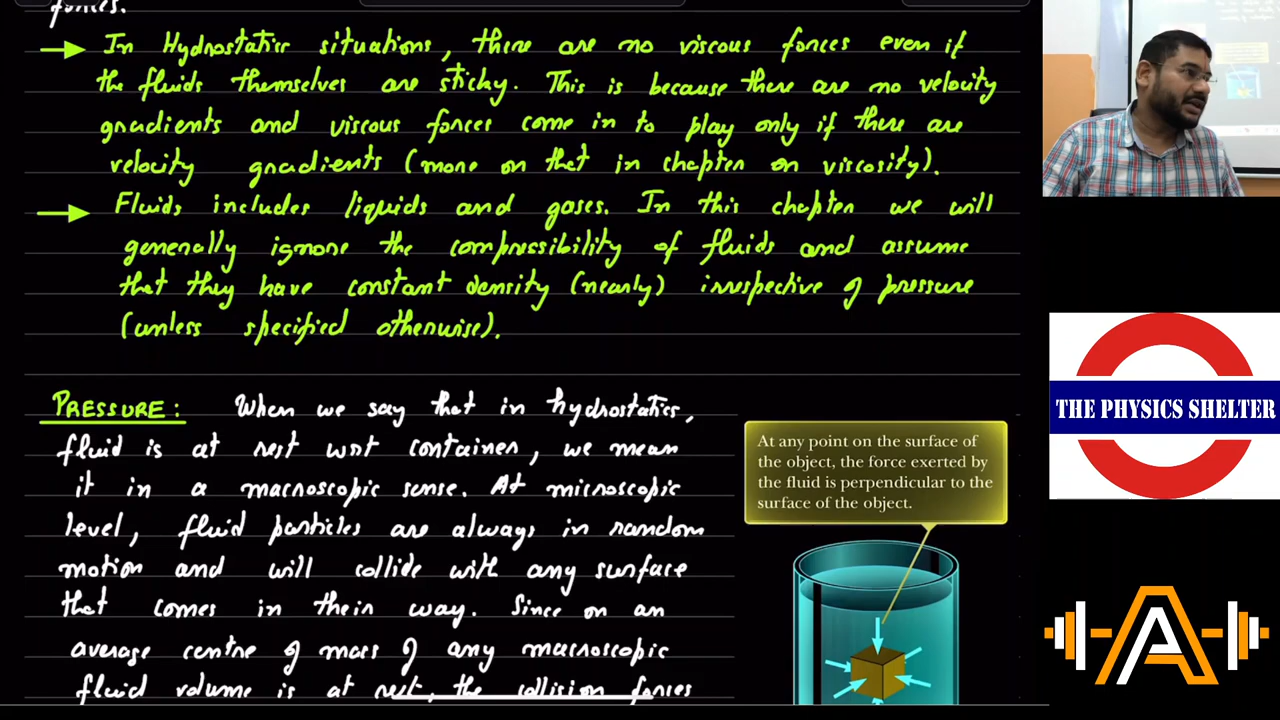 forces.
→ In Hydrostatics situations, there are no viscous forces even if
the fluids themselves are sticky. This is because there are no velocity
gradients and viscous forces come in to play only if there are
velocity gradients (more on that in chapter on viscosity).
→ Fluids includes liquids and gases. In this chapter we will
generally ignore the compressibility of fluids and assume
that they have constant density (nearly) irrespective of pressure
(unless specified otherwise).
PRESSURE: When we say that in hydrostatics,
fluid is at rest wrt container, we mean
it in a macroscopic sense. At microscopic
level, fluid particles are always in random
motion and will collide with any surface
that comes in their way. Since on an
average centre of mass of any macroscopic
fluid volume is at rest, the collision forces
At any point on the surface of
the object, the force exerted by
the fluid is perpendicular to the
surface of the object.
THE PHYSICS SHELTER
A